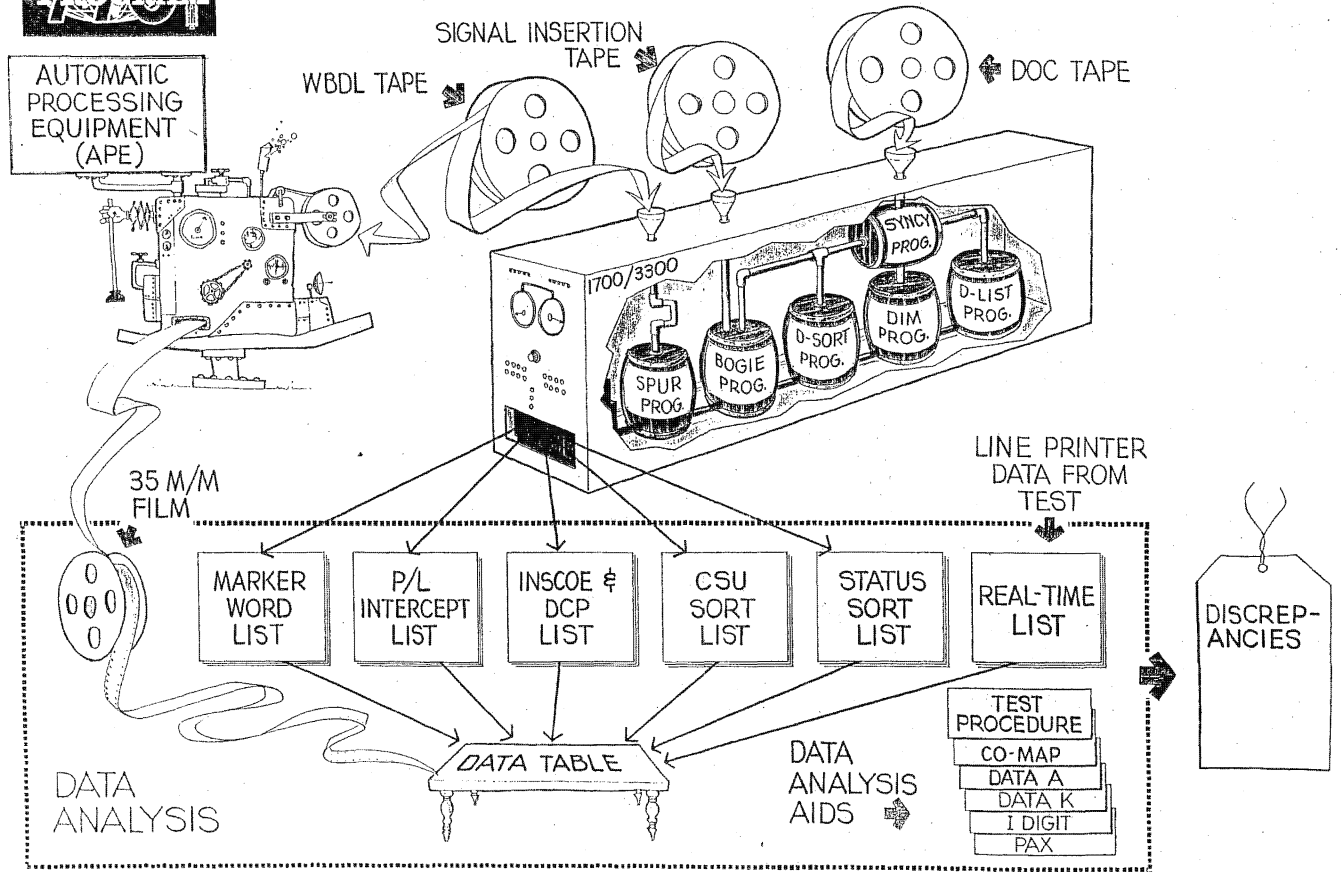 AUTOMATIC
PROCESSING
EQUIPMENT
(APE)
WBDL TAPE
SIGNAL INSERTION
TAPE
DOC TAPE
1700/3300
SPUR
PROG.
BOGIE
PROG.
D-SORT
PROG.
SYNCY
PROG.
DIM
PROG.
D-LIST
PROG.
35 M/M
FILM
LINE PRINTER
DATA FROM
TEST
MARKER
WORD
LIST
P/L
INTERCEPT
LIST
INSCOE &
DCP
LIST
CSU
SORT
LIST
STATUS
SORT
LIST
REAL-TIME
LIST
DISCREP-
ANCIES
DATA TABLE
DATA
ANALYSIS
DATA
ANALYSIS
AIDS
TEST
PROCEDURE
CO-MAP
DATA A
DATA K
I DIGIT
PAX